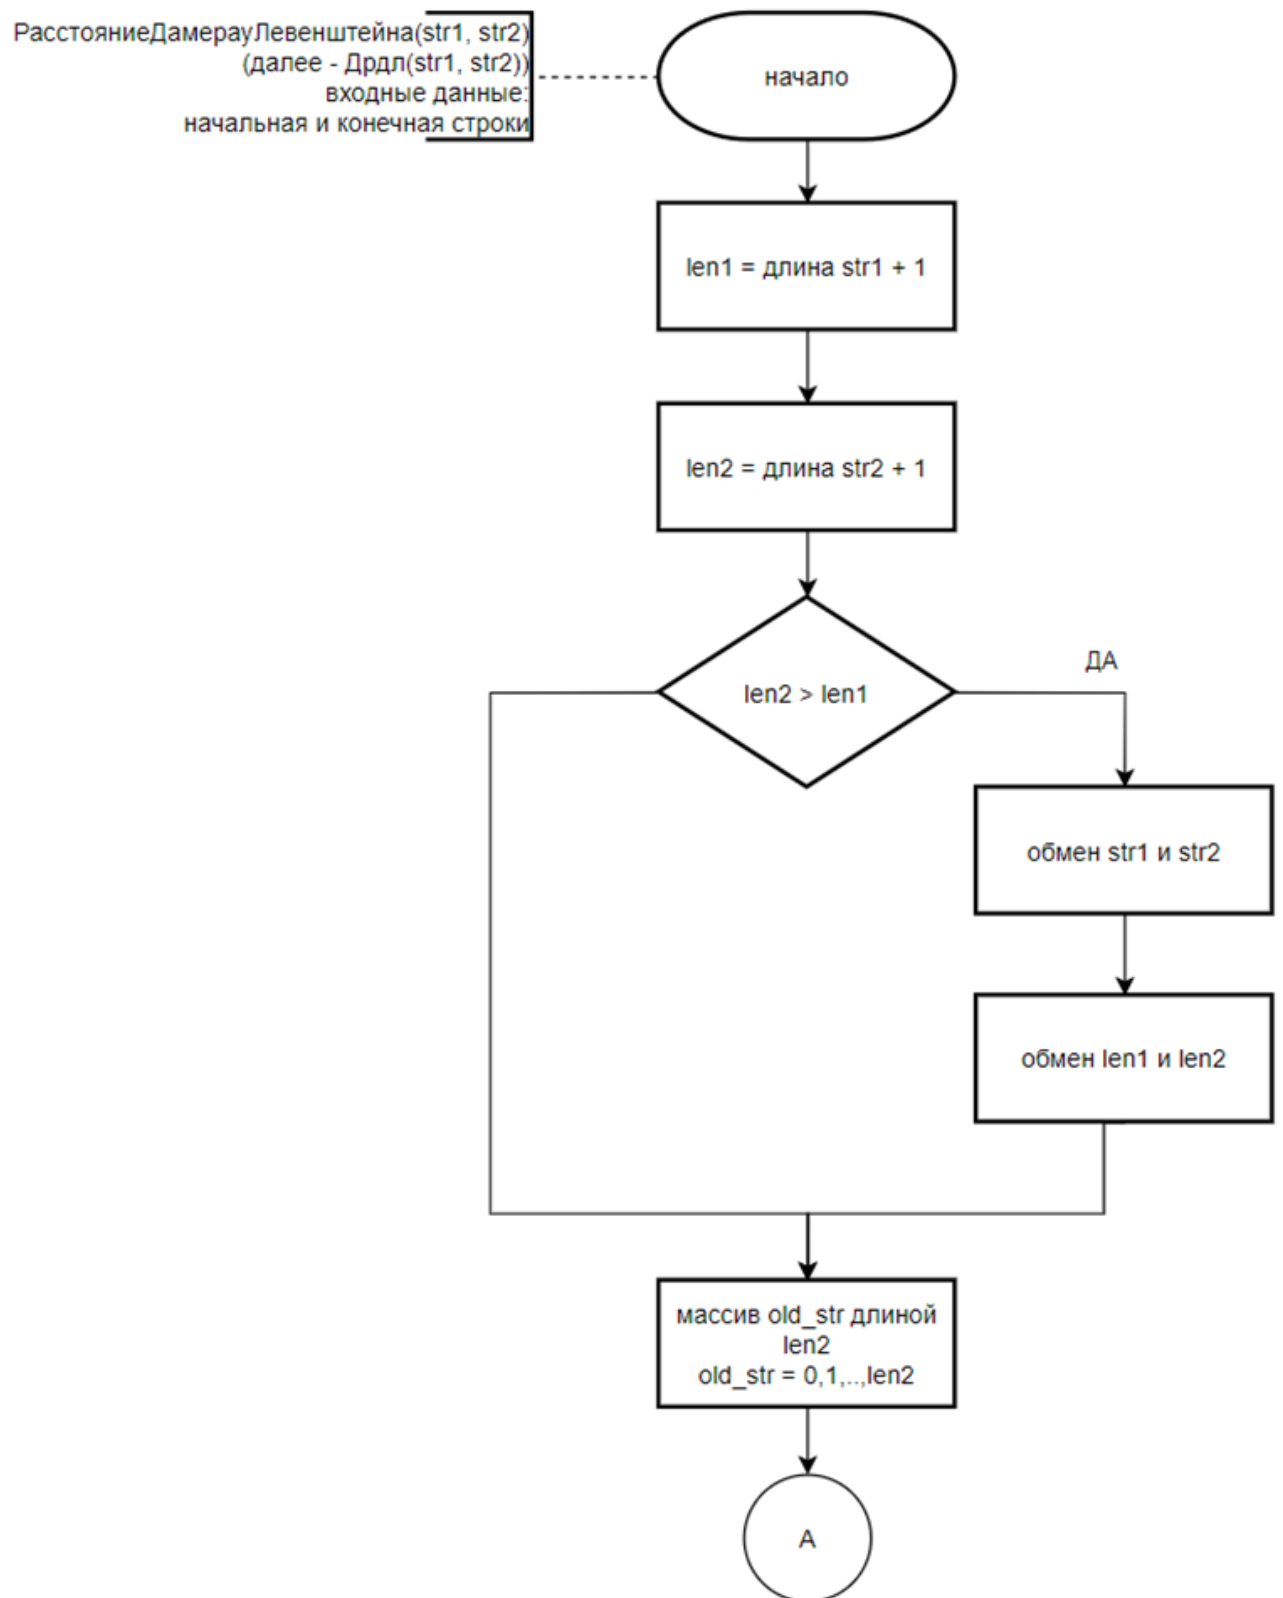 РасстояниеДамерауЛевенштейна(str1, str2)
(далее - Дрдл(str1, str2))
входные данные:
начальная и конечная строки
начало
len1 = длина str1 + 1
len2 = длина str2 + 1
len2 > len1
ДА
обмен str1 и str2
обмен len1 и len2
массив old_str длиной
len2
old_str = 0,1,..,len2
А